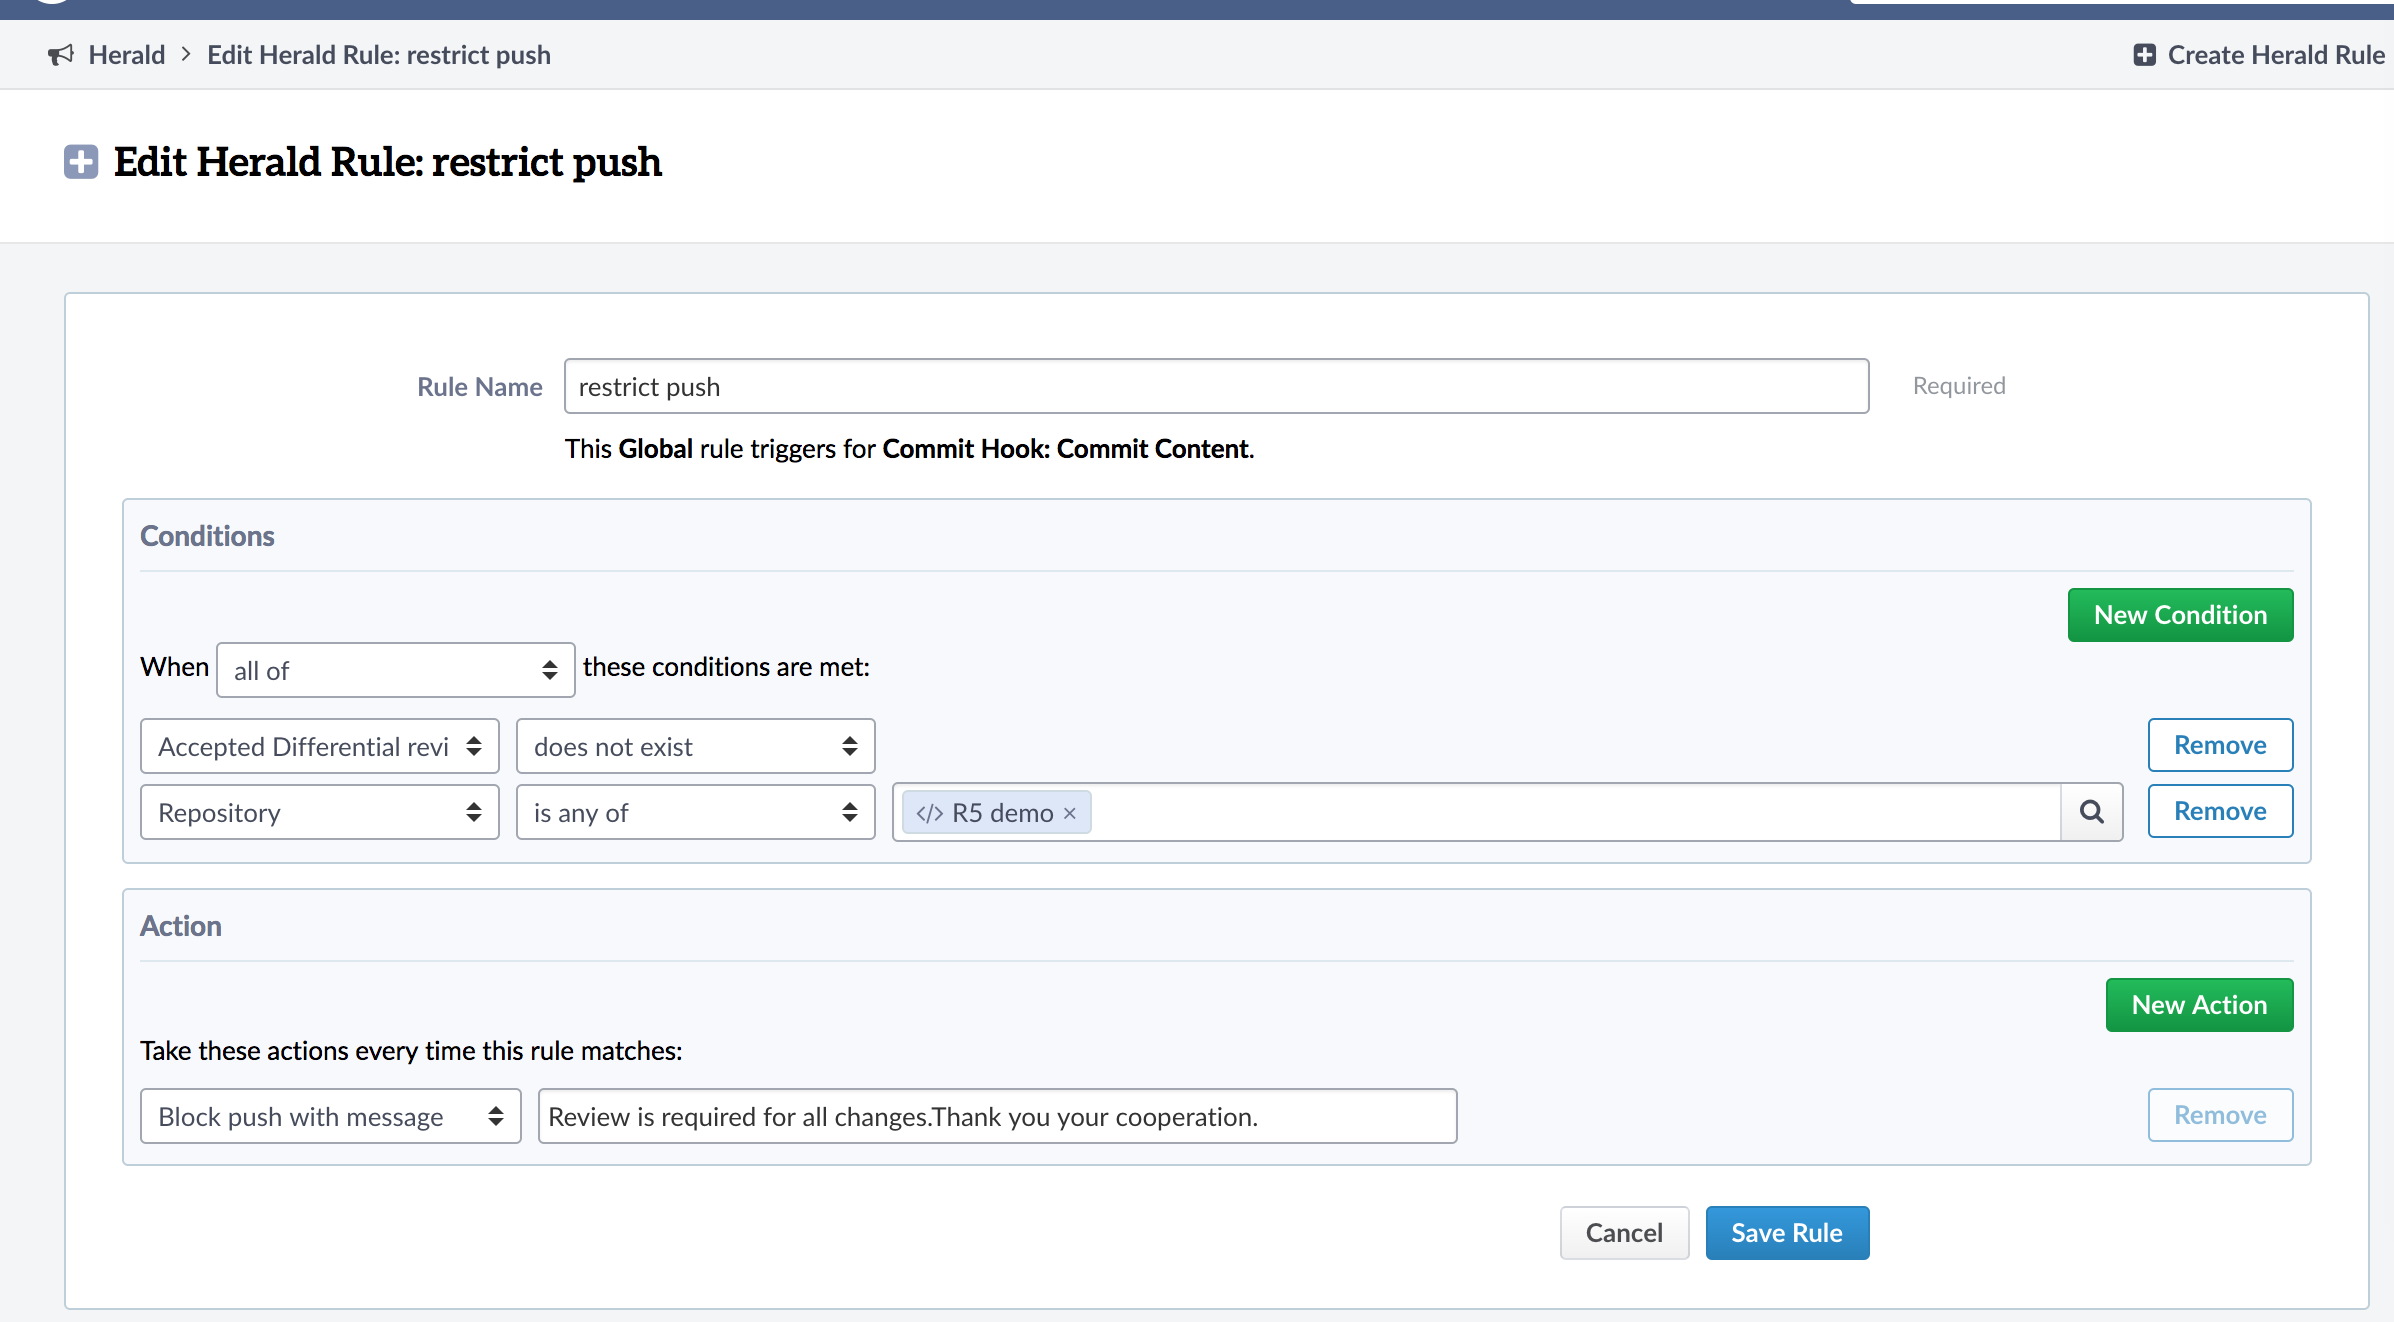 Herald > Edit Herald Rule: restrict push
Create Herald Rule
Edit Herald Rule: restrict push
Rule Name
restrict push
Required
This Global rule triggers for Commit Hook: Commit Content.
Conditions
New Condition
When all of these conditions are met:
Accepted Differential revi does not exist Remove
Repository is any of </> R5 demo × Remove
Action
New Action
Take these actions every time this rule matches:
Block push with message Review is required for all changes.Thank you your cooperation. Remove
Cancel Save Rule